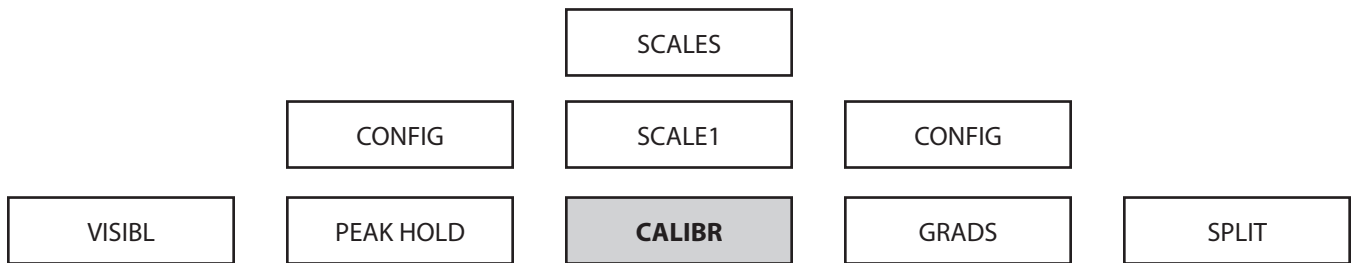 SCALES
CONFIG SCALE1 CONFIG
VISIBL PEAK HOLD CALIBR GRADS SPLIT